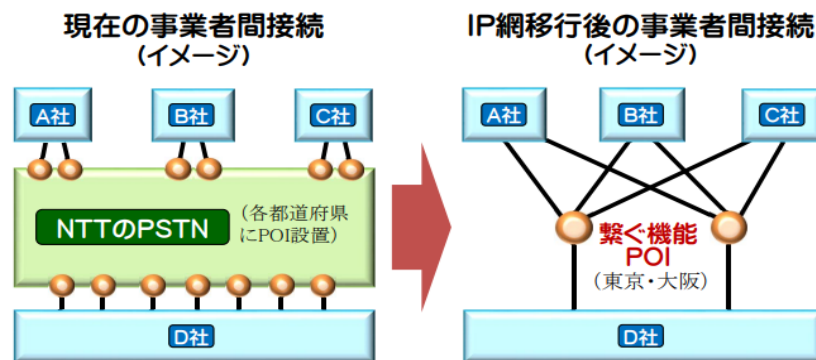 現在の事業者間接続
(イメージ)
A社
B社
C社
NTTのPSTN
(各都道府県
にPOI設置)
D社
IP網移行後の事業者間接続
(イメージ)
A社
B社
C社
繋ぐ機能
POI
(東京・大阪)
D社